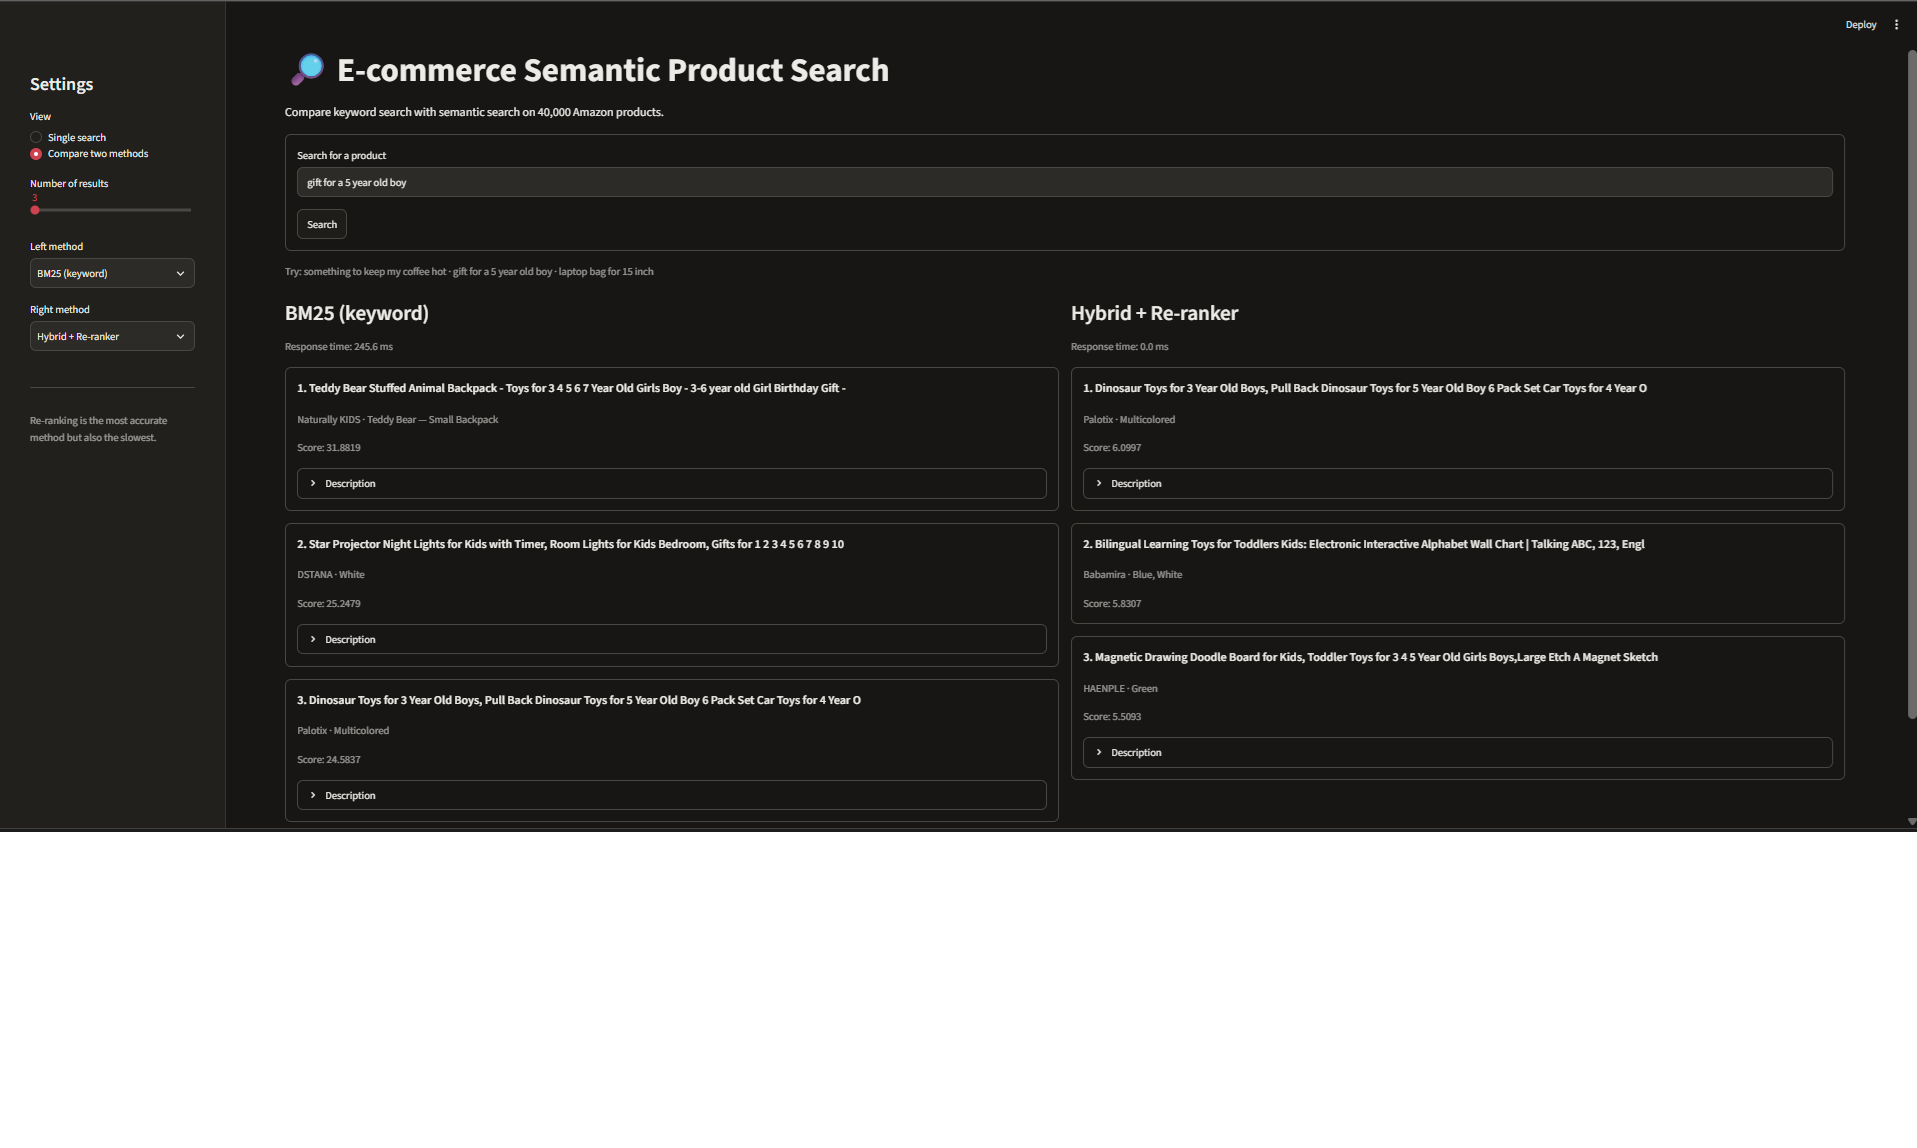 Deploy
Settings
View
Single search
Compare two methods
Number of results
3
Left method
BM25 (keyword)
Right method
Hybrid + Re-ranker
Re-ranking is the most accurate
method but also the slowest.
E-commerce Semantic Product Search
Compare keyword search with semantic search on 40,000 Amazon products.
Search for a product
gift for a 5 year old boy
Search
Try: something to keep my coffee hot · gift for a 5 year old boy · laptop bag for 15 inch
BM25 (keyword)
Response time: 245.6 ms
1. Teddy Bear Stuffed Animal Backpack - Toys for 3 4 5 6 7 Year Old Girls Boy - 3-6 year old Girl Birthday Gift -
Naturally KIDS · Teddy Bear — Small Backpack
Score: 31.8819
Description
2. Star Projector Night Lights for Kids with Timer, Room Lights for Kids Bedroom, Gifts for 1 2 3 4 5 6 7 8 9 10
DSTANA · White
Score: 25.2479
Description
3. Dinosaur Toys for 3 Year Old Boys, Pull Back Dinosaur Toys for 5 Year Old Boy 6 Pack Set Car Toys for 4 Year O
Palotix · Multicolored
Score: 24.5837
Description
Hybrid + Re-ranker
Response time: 0.0 ms
1. Dinosaur Toys for 3 Year Old Boys, Pull Back Dinosaur Toys for 5 Year Old Boy 6 Pack Set Car Toys for 4 Year O
Palotix · Multicolored
Score: 6.0997
Description
2. Bilingual Learning Toys for Toddlers Kids: Electronic Interactive Alphabet Wall Chart | Talking ABC, 123, Engl
Babamira · Blue, White
Score: 5.8307
3. Magnetic Drawing Doodle Board for Kids, Toddler Toys for 3 4 5 Year Old Girls Boys,Large Etch A Magnet Sketch
HAENPLE · Green
Score: 5.5093
Description